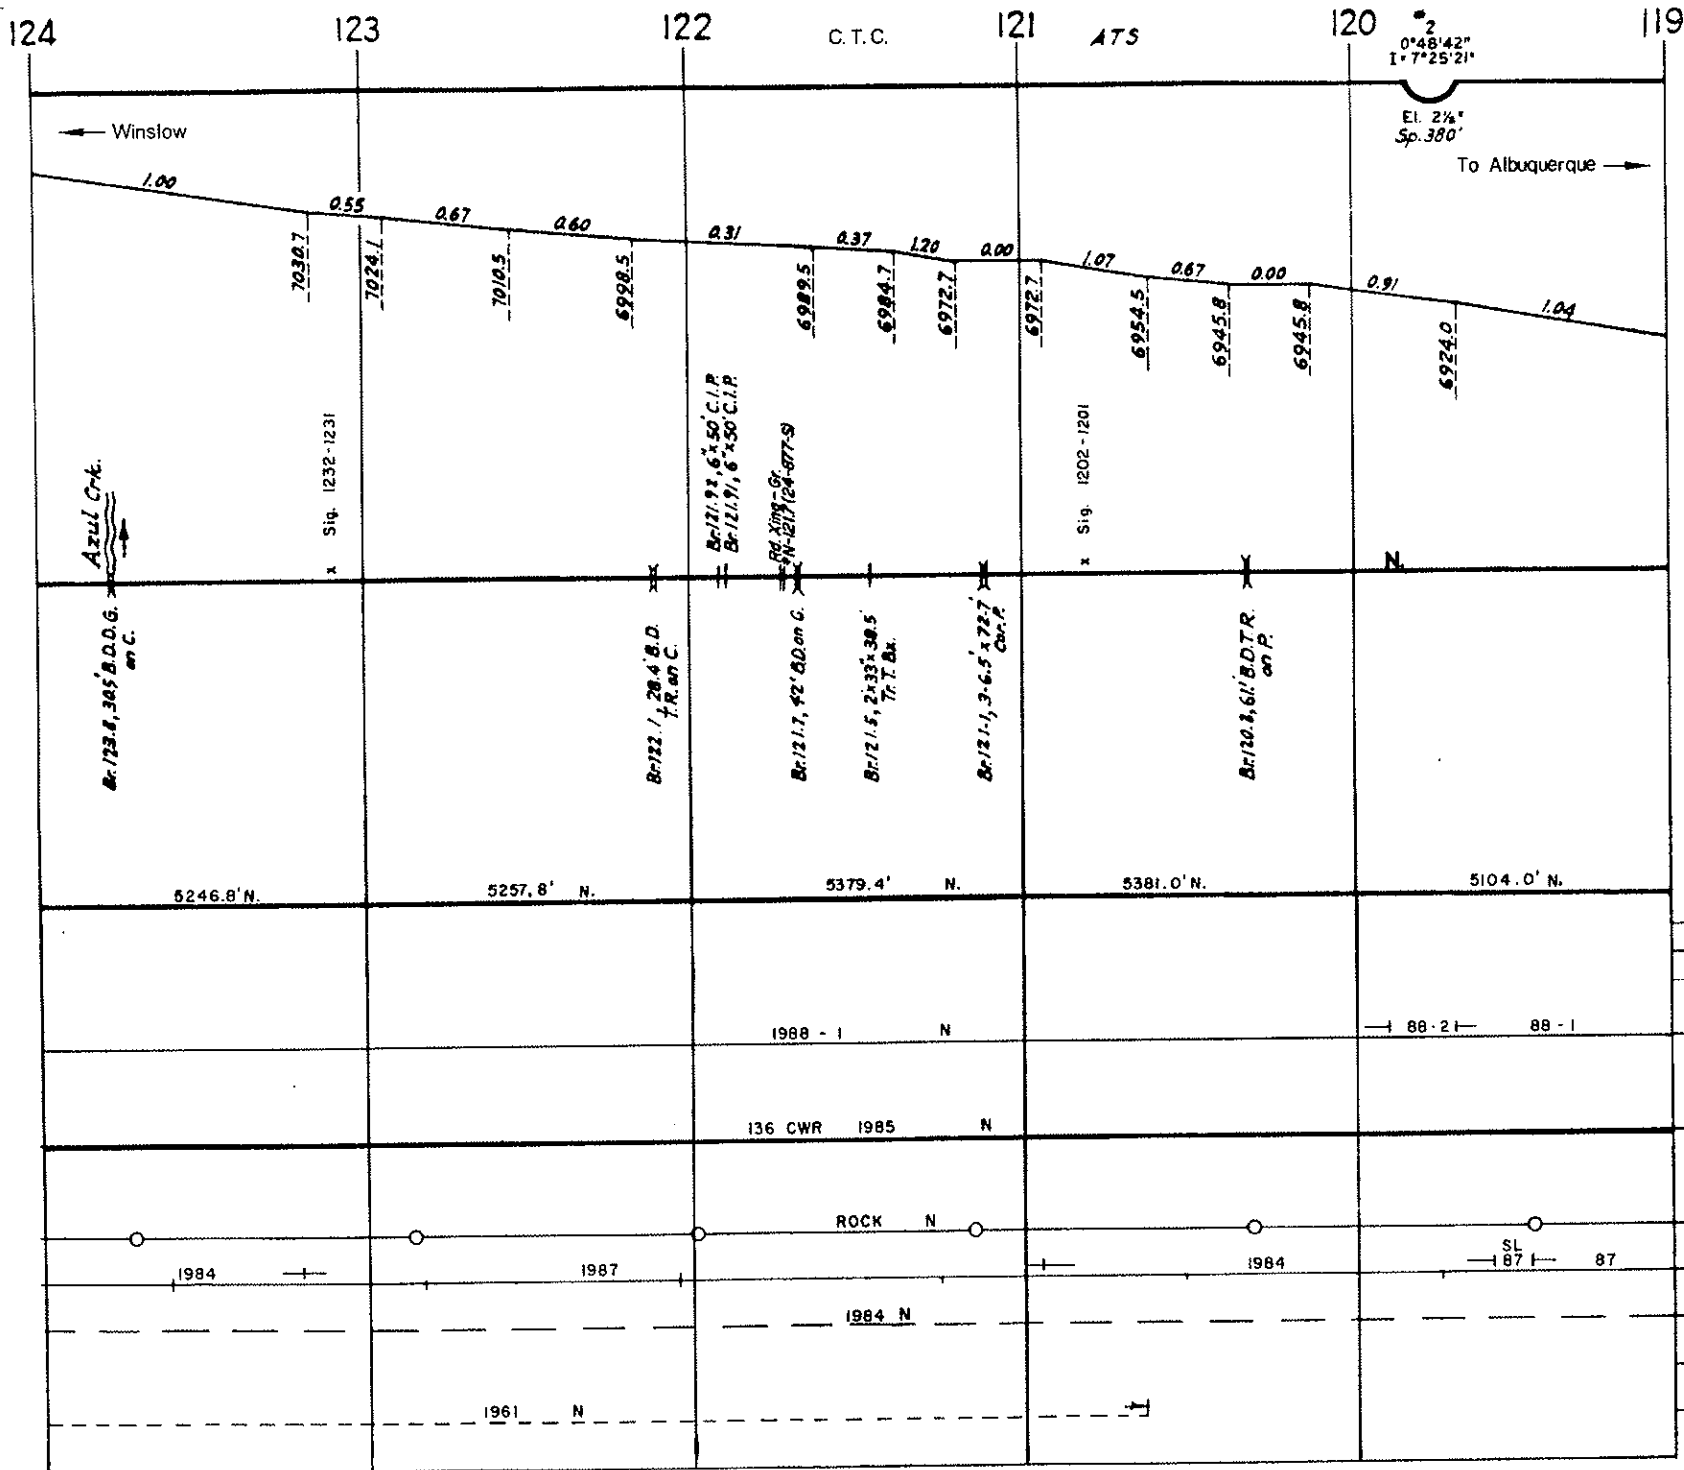 124
123
122
C.T.C.
121
ATS
120
#2
0°48'42"
I=7°25'21"
119
El. 2⅛"
Sp. 380'
Winslow
To Albuquerque
1.00
0.55
0.67
0.60
0.31
0.37
1.20
0.00
1.07
0.67
0.00
0.91
1.04
7030.7
7024.1
7010.5
6998.5
6989.5
6984.7
6972.7
6972.7
6954.5
6945.8
6945.8
6924.0
Azul Crk.
Sig. 1232-1231
Br.121.92, 6"x50' C.I.P.
Br.121.91, 6"x50' C.I.P.
Rd. Xing-Gr.
Sig. 1202-1201
x
x
N.
Br.123.8, 30.5' B.D.D.G.
on C.
Br.122.1, 28.4' B.D.
T.R. on C.
Br.121.7, 42' B.D. on G.
Br.121.5, 2'x33"x38.5'
Tr. T. Bx.
Br.121.1, 3-6.5' x 72.7'
Cor. P.
Br.120.2, 61' B.D.T.R.
on P.
5246.8' N.
5257.8' N.
5379.4' N.
5381.0' N.
5104.0' N.
1988 - 1 N
88-2
88-1
136 CWR 1985 N
ROCK N
1984
1987
1984
SL
87
87
1984 N
1961 N